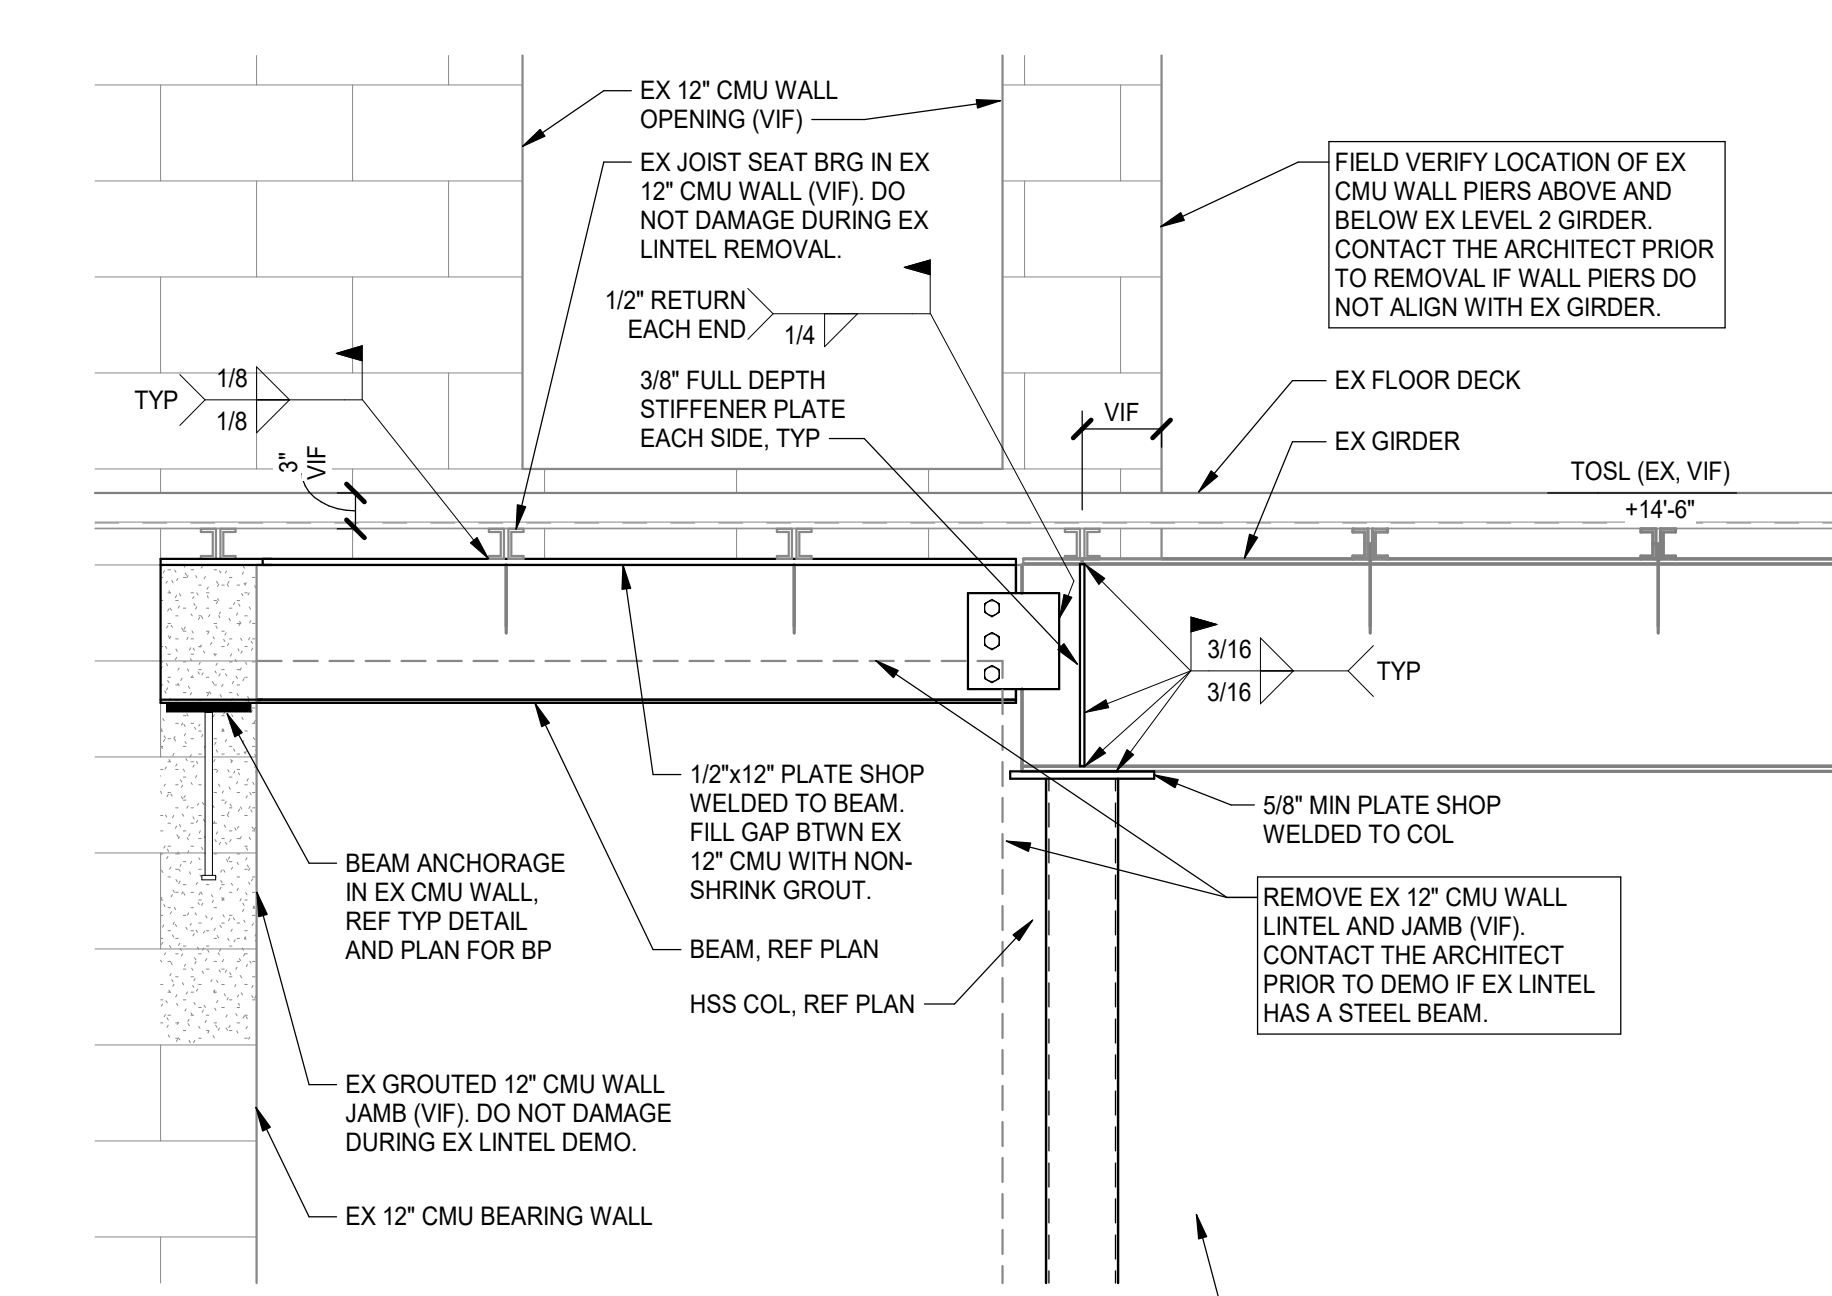 EX 12" CMU WALL
OPENING (VIF)
EX JOIST SEAT BRG IN EX
12" CMU WALL (VIF). DO
NOT DAMAGE DURING EX
LINTEL REMOVAL.
FIELD VERIFY LOCATION OF EX
CMU WALL PIERS ABOVE AND
BELOW EX LEVEL 2 GIRDER.
CONTACT THE ARCHITECT PRIOR
TO REMOVAL IF WALL PIERS DO
NOT ALIGN WITH EX GIRDER.
1/2" RETURN
EACH END
1/4
3/8" FULL DEPTH
STIFFENER PLATE
EACH SIDE, TYP
TYP
1/8
1/8
3"
VIF
VIF
EX FLOOR DECK
EX GIRDER
TOSL (EX, VIF)
+14'-6"
3/16
3/16
TYP
1/2"x12" PLATE SHOP
WELDED TO BEAM.
FILL GAP BTWN EX
12" CMU WITH NON-
SHRINK GROUT.
5/8" MIN PLATE SHOP
WELDED TO COL
BEAM ANCHORAGE
IN EX CMU WALL,
REF TYP DETAIL
AND PLAN FOR BP
BEAM, REF PLAN
HSS COL, REF PLAN
REMOVE EX 12" CMU WALL
LINTEL AND JAMB (VIF).
CONTACT THE ARCHITECT
PRIOR TO DEMO IF EX LINTEL
HAS A STEEL BEAM.
EX GROUTED 12" CMU WALL
JAMB (VIF). DO NOT DAMAGE
DURING EX LINTEL DEMO.
EX 12" CMU BEARING WALL